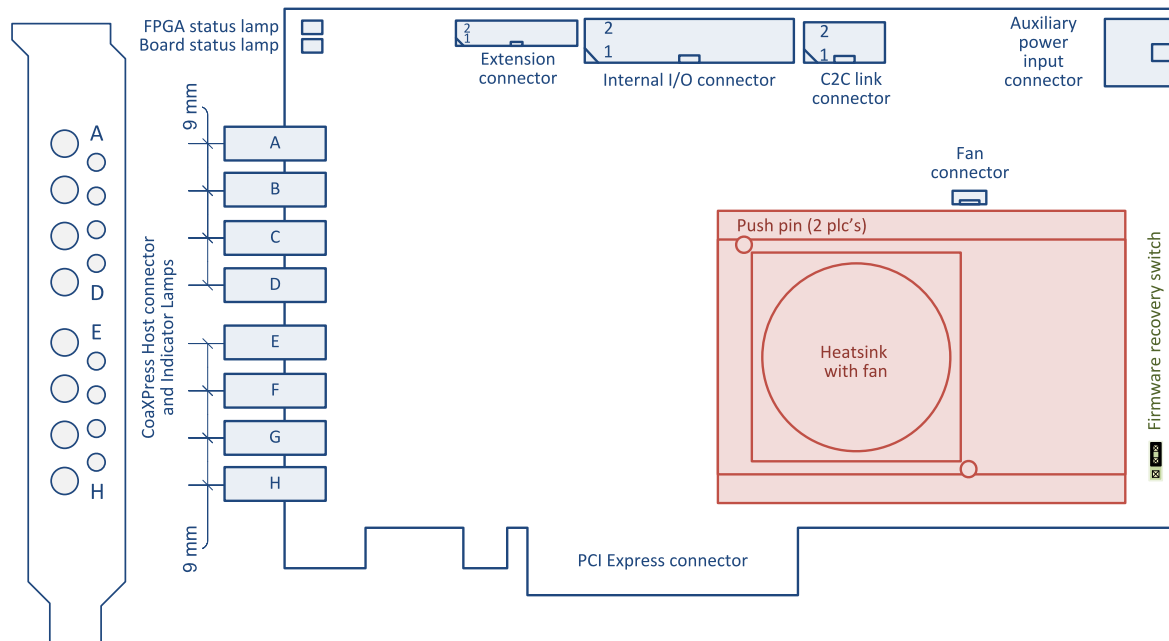 FPGA status lamp
Board status lamp
2
1
Extension
connector
2
1
Internal I/O connector
2
1
C2C link
connector
Auxiliary
power
input
connector
9 mm
A
D
E
H
CoaXPress Host connector
and Indicator Lamps
A
B
C
D
E
F
G
H
9 mm
Fan
connector
Push pin (2 plc's)
Heatsink
with fan
Firmware recovery switch
PCI Express connector